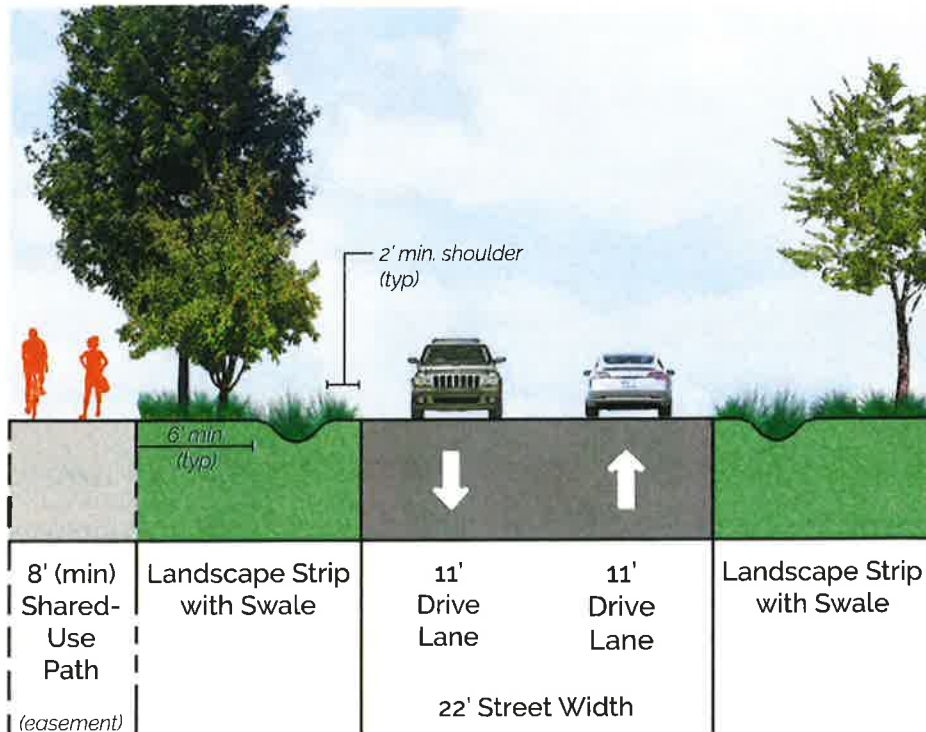 2' min. shoulder
(typ)
6' min
(typ)
8' (min)
Shared-
Use
Path
(easement)
Landscape Strip
with Swale
11'
Drive
Lane
11'
Drive
Lane
22' Street Width
Landscape Strip
with Swale